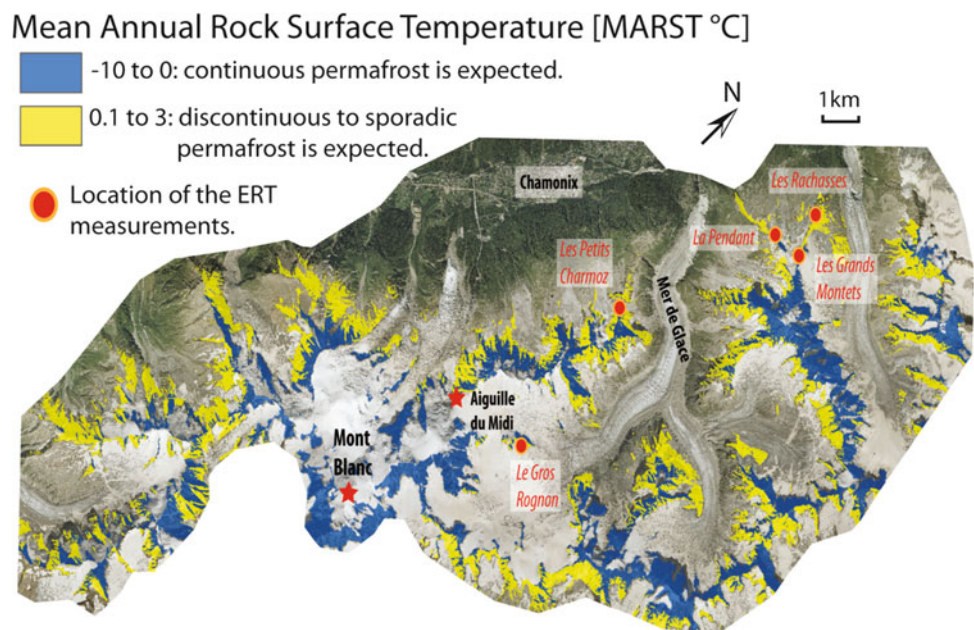 Mean Annual Rock Surface Temperature [MARST °C]
-10 to 0: continuous permafrost is expected.
0.1 to 3: discontinuous to sporadic
permafrost is expected.
Location of the ERT
measurements.
N
1km
Chamonix
Les Rachasses
La Pendant
Les Grands
Montets
Les Petits
Charmoz
Mer de Glace
Aiguille
du Midi
Mont
Blanc
Le Gros
Rognon